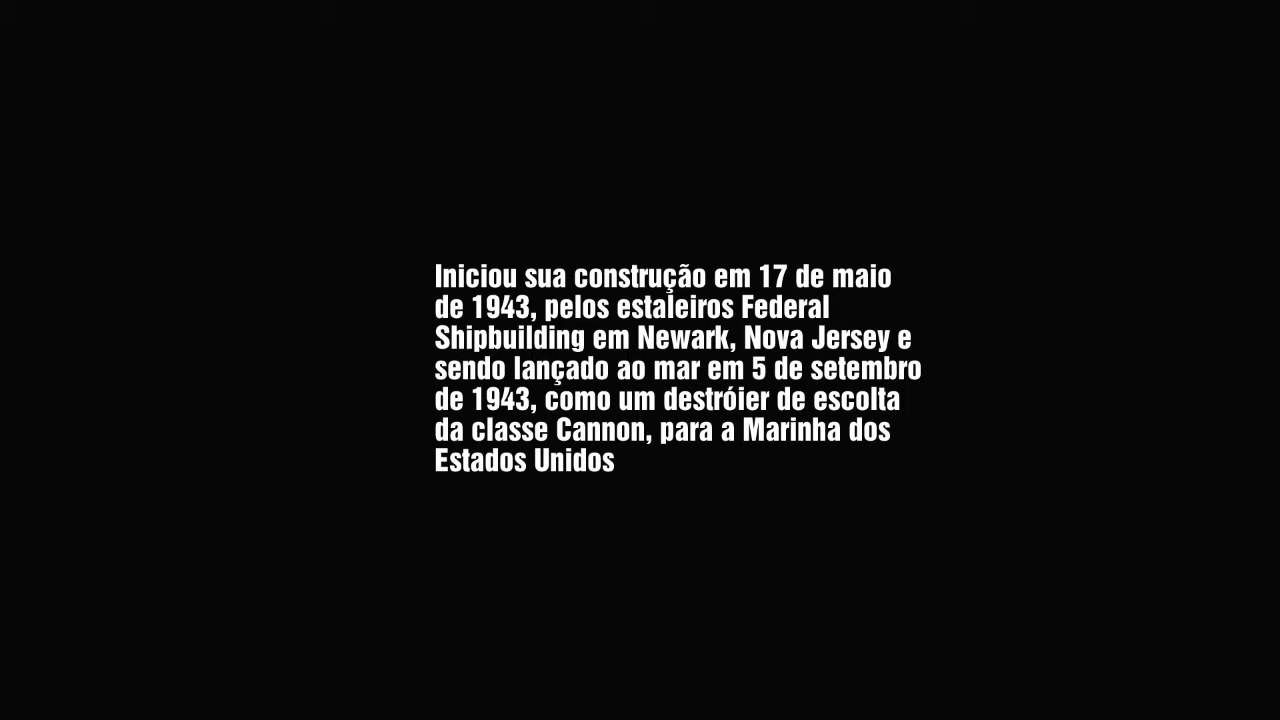 Iniciou sua construção em 17 de maio
de 1943, pelos estaleiros Federal
Shipbuilding em Newark, Nova Jersey e
sendo lançado ao mar em 5 de setembro
de 1943, como um destróier de escolta
da classe Cannon, para a Marinha dos
Estados Unidos